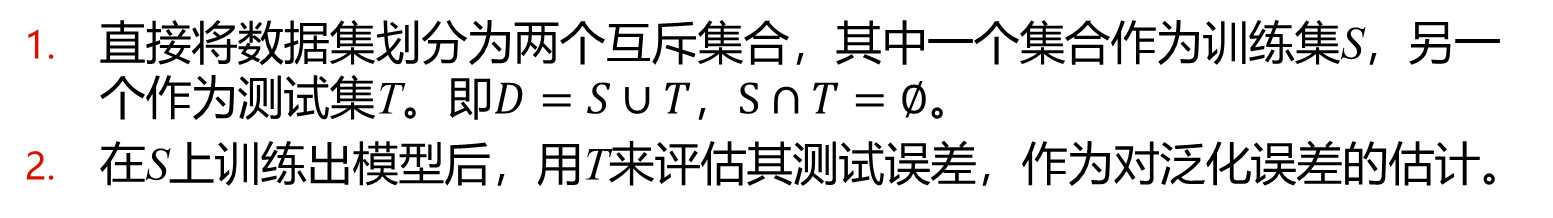 1. 直接将数据集划分为两个互斥集合，其中一个集合作为训练集S，另一
个作为测试集T。即D = S ∪ T，S ∩ T = ∅。
2. 在S上训练出模型后，用T来评估其测试误差，作为对泛化误差的估计。